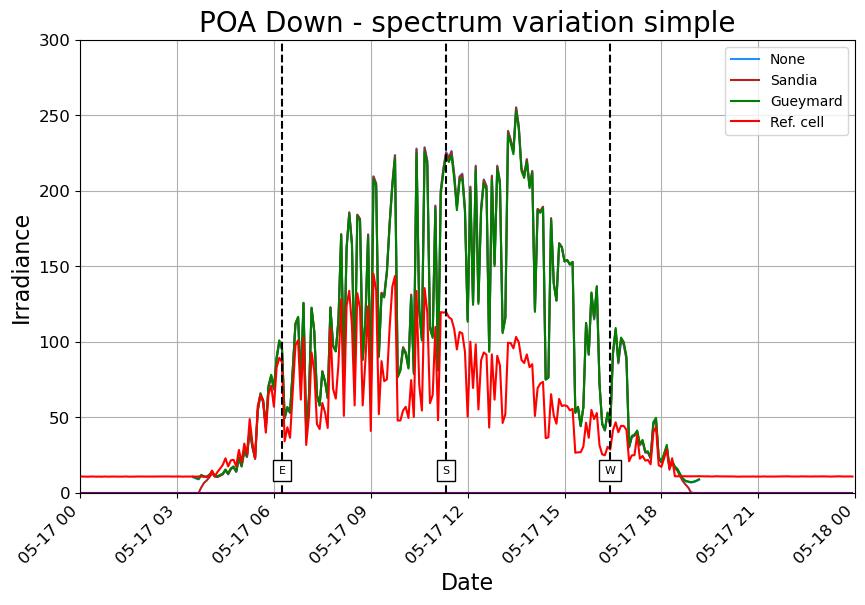 POA Down - spectrum variation simple
Irradiance
300
250
200
150
100
50
0
None
Sandia
Gueymard
Ref. cell
E
S
W
05-17 00
05-17 03
05-17 06
05-17 09
05-17 12
05-17 15
05-17 18
05-17 21
05-18 00
Date